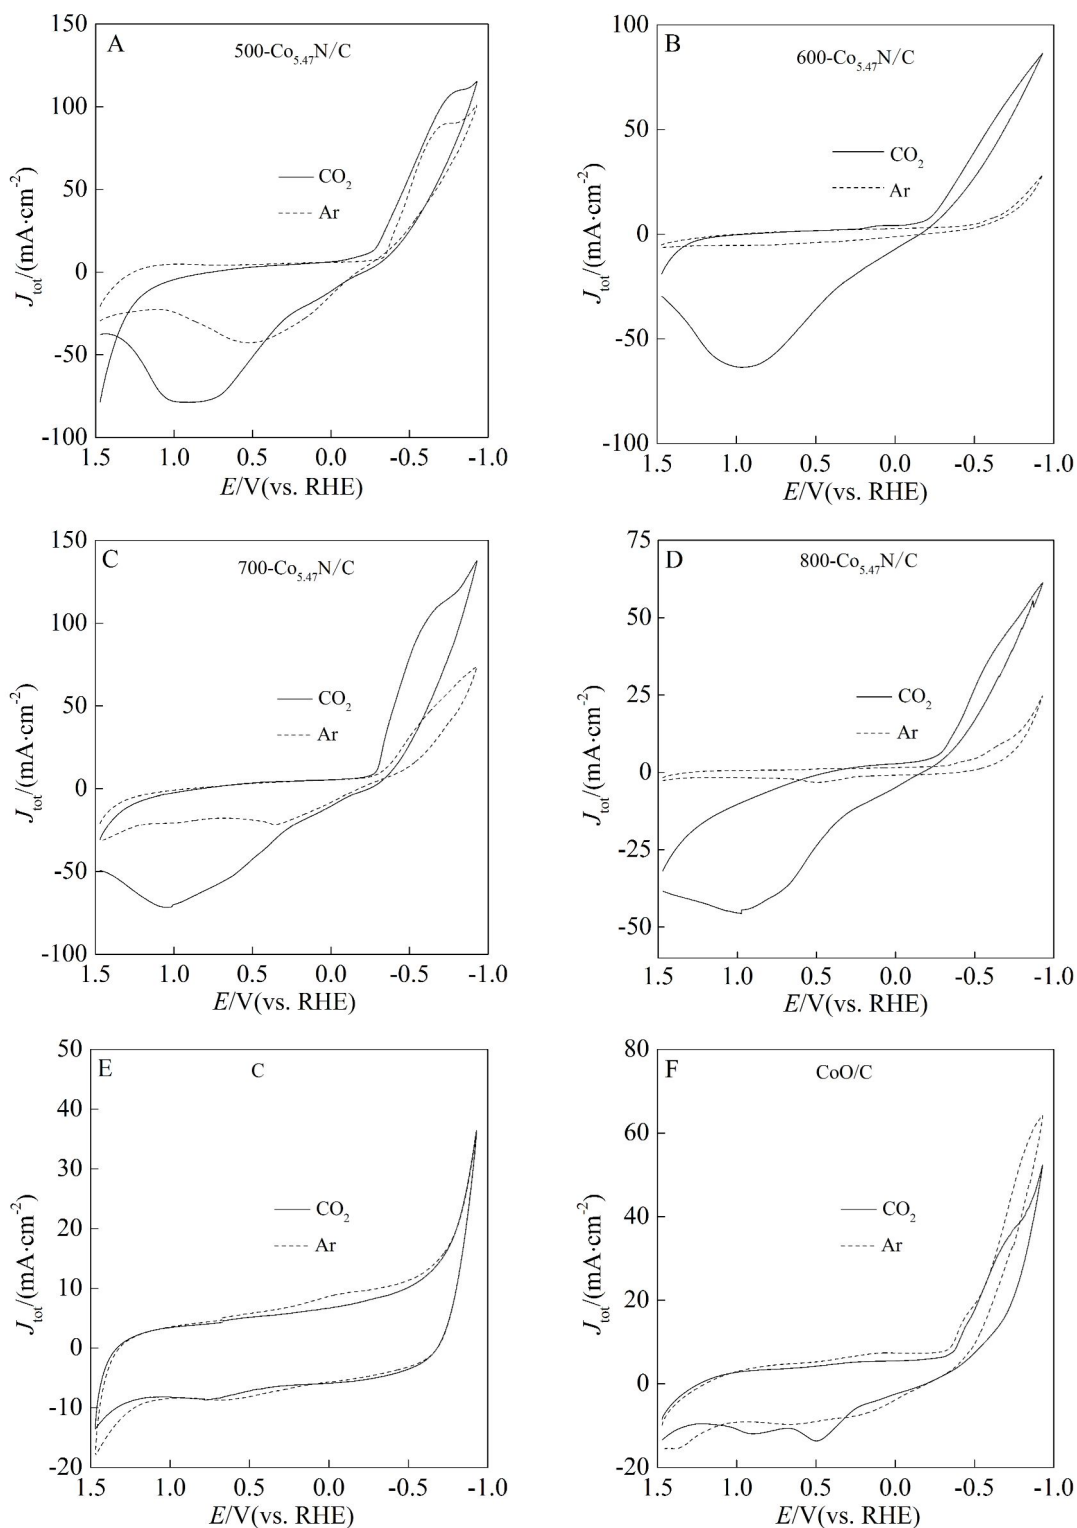 A
500-Co5.47N/C
CO2
Ar
Jtot/(mA·cm-2)
150
100
50
0
-50
-100
1.5 1.0 0.5 0.0 -0.5 -1.0
E/V(vs. RHE)
B
600-Co5.47N/C
CO2
Ar
Jtot/(mA·cm-2)
100
50
0
-50
-100
1.5 1.0 0.5 0.0 -0.5 -1.0
E/V(vs. RHE)
C
700-Co5.47N/C
CO2
Ar
Jtot/(mA·cm-2)
150
100
50
0
-50
-100
1.5 1.0 0.5 0.0 -0.5 -1.0
E/V(vs. RHE)
D
800-Co5.47N/C
CO2
Ar
Jtot/(mA·cm-2)
75
50
25
0
-25
-50
1.5 1.0 0.5 0.0 -0.5 -1.0
E/V(vs. RHE)
E
C
CO2
Ar
Jtot/(mA·cm-2)
50
40
30
20
10
0
-10
-20
1.5 1.0 0.5 0.0 -0.5 -1.0
E/V(vs. RHE)
F
CoO/C
CO2
Ar
Jtot/(mA·cm-2)
80
60
40
20
0
-20
1.5 1.0 0.5 0.0 -0.5 -1.0
E/V(vs. RHE)